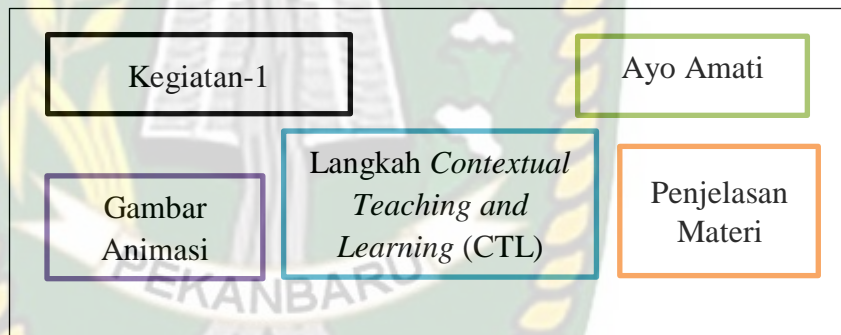 Kegiatan-1
Ayo Amati
Gambar
Animasi
Langkah Contextual
Teaching and
Learning (CTL)
Penjelasan
Materi
PEKANBARU